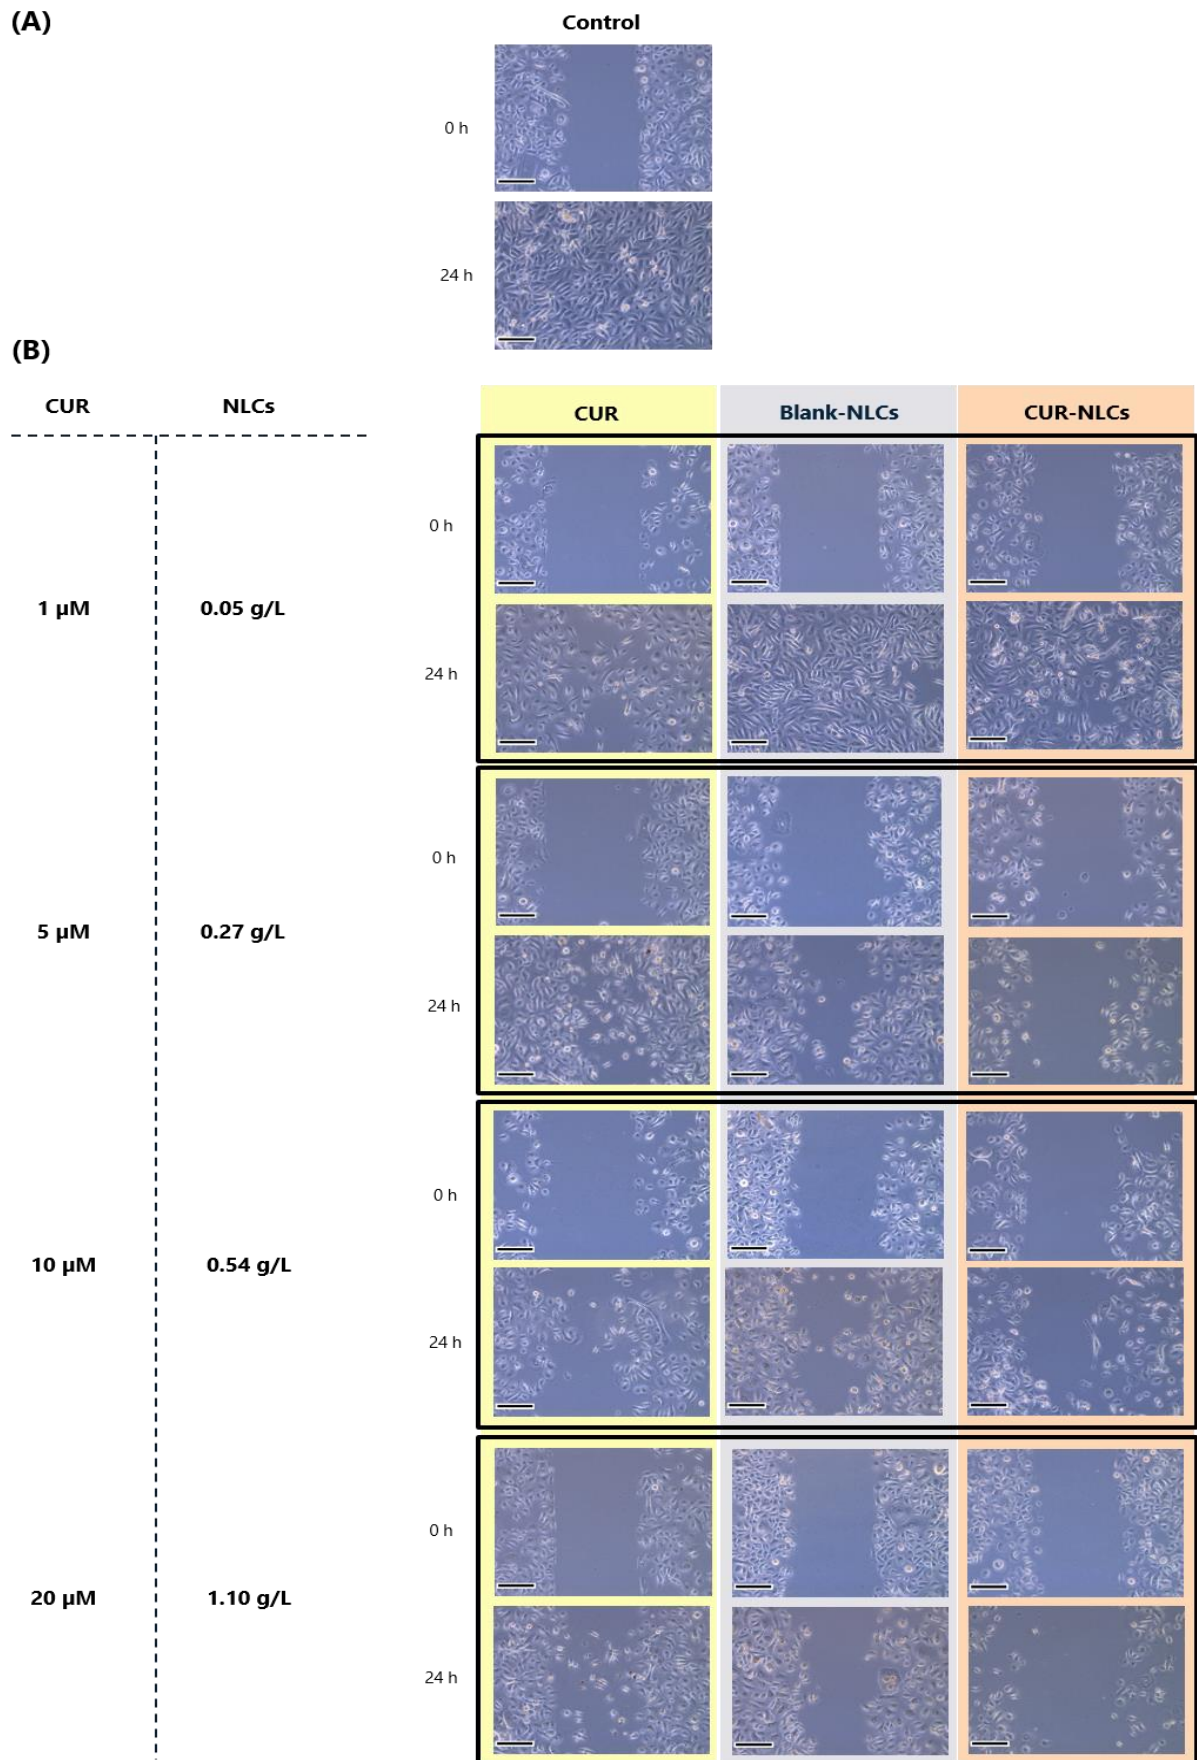 (A)
Control
0 h
24 h
(B)
CUR NLCs
CUR Blank-NLCs CUR-NLCs
0 h
1 µM 0.05 g/L
24 h
0 h
5 µM 0.27 g/L
24 h
0 h
10 µM 0.54 g/L
24 h
0 h
20 µM 1.10 g/L
24 h